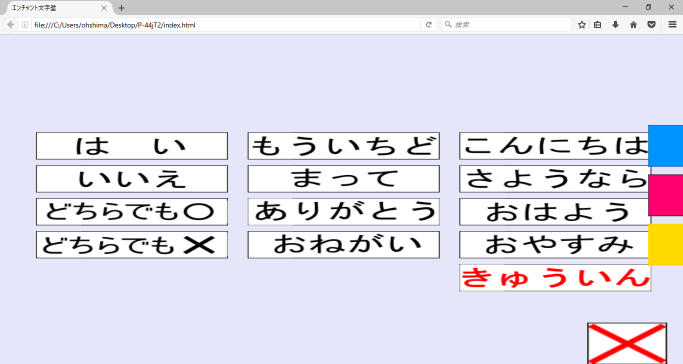 エンチャント文字盤
file:///C:/Users/ohshima/Desktop/P-44jT2/index.html
検索
は い
もういちど
こんにちは
いいえ
まって
さようなら
どちらでも○
ありがとう
おはよう
どちらでも×
おねがい
おやすみ
きゅういん